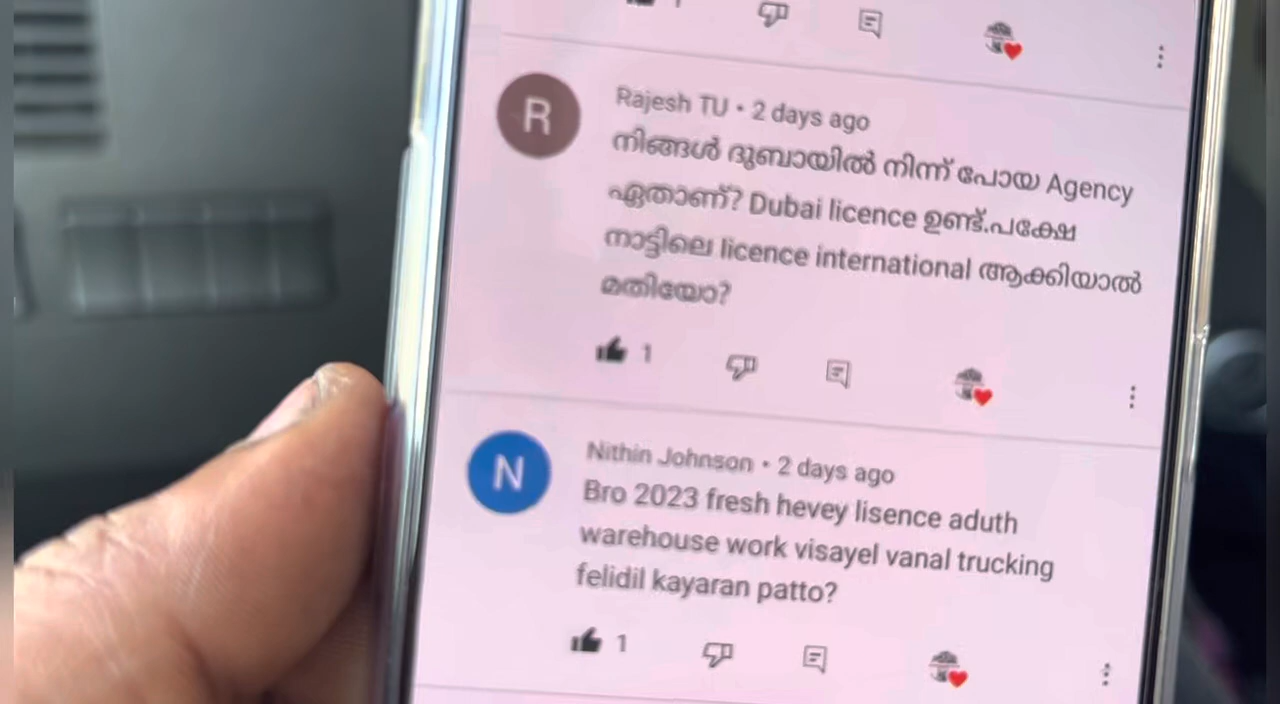 R
Rajesh TU • 2 days ago
നിങ്ങൾ ദുബായിൽ നിന്ന് പോയ Agency
ഏതാണ്? Dubai licence ഉണ്ട്.പക്ഷേ
നാട്ടിലെ licence international ആക്കിയാൽ
മതിയോ?
1
N
Nithin Johnson • 2 days ago
Bro 2023 fresh hevey lisence aduth
warehouse work visayel vanal trucking
felidil kayaran patto?
1